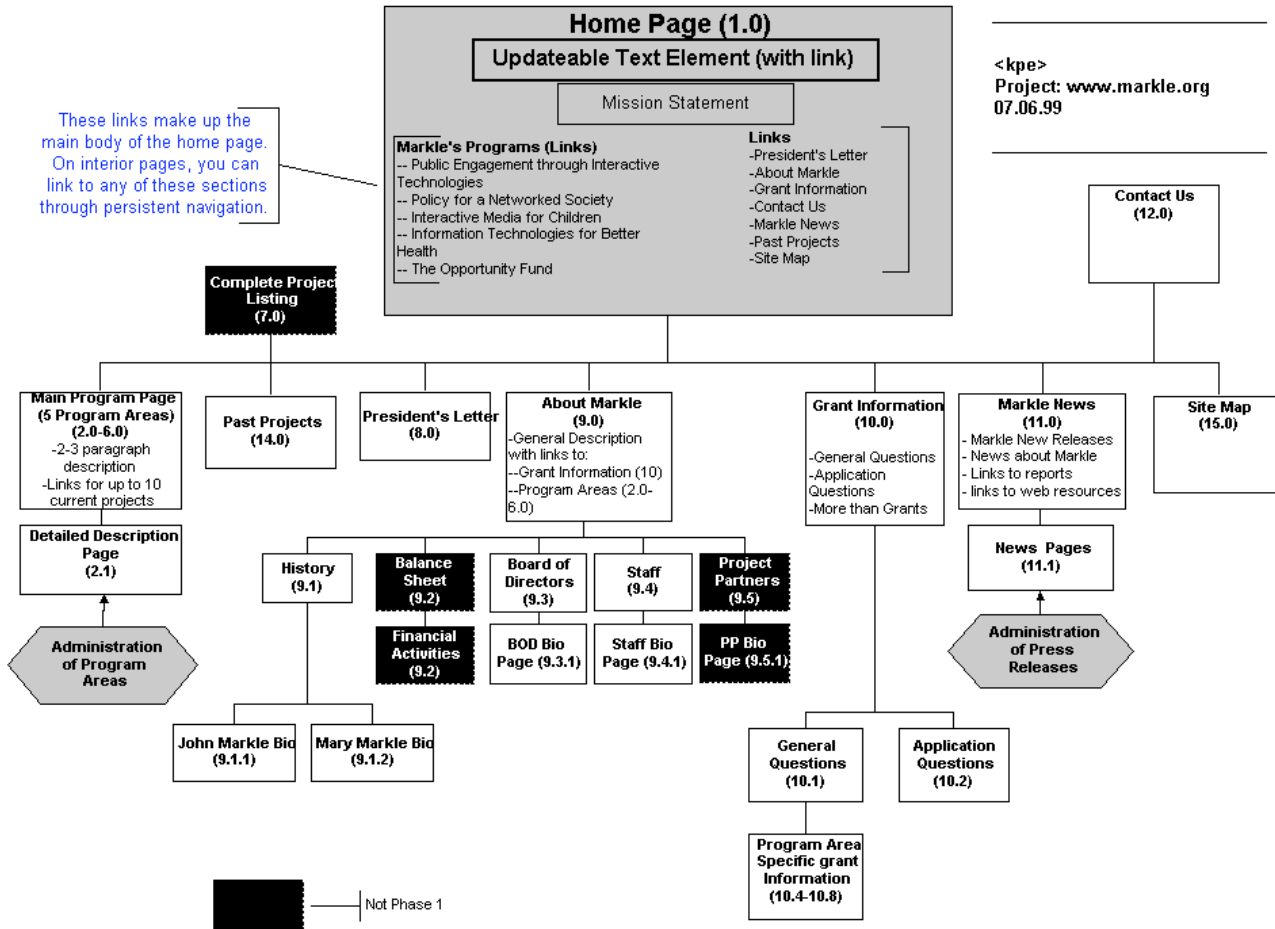 Home Page (1.0)
Updateable Text Element (with link)
Mission Statement
Markle's Programs (Links)
-- Public Engagement through Interactive
Technologies
-- Policy for a Networked Society
-- Interactive Media for Children
-- Information Technologies for Better
Health
-- The Opportunity Fund
Links
-President's Letter
-About Markle
-Grant Information
-Contact Us
-Markle News
-Past Projects
-Site Map
<kpe>
Project: www.markle.org
07.06.99
These links make up the
main body of the home page.
On interior pages, you can
link to any of these sections
through persistent navigation.
Contact Us
(12.0)
Complete Project
Listing
(7.0)
Main Program Page
(5 Program Areas)
(2.0-6.0)
-2-3 paragraph
description
-Links for up to 10
current projects
Past Projects
(14.0)
President's Letter
(8.0)
About Markle
(9.0)
-General Description
with links to:
--Grant Information (10)
--Program Areas (2.0-
6.0)
Grant Information
(10.0)
-General Questions
-Application
Questions
-More than Grants
Markle News
(11.0)
- Markle New Releases
- News about Markle
- Links to reports
- links to web resources
Site Map
(15.0)
Detailed Description
Page
(2.1)
History
(9.1)
Balance
Sheet
(9.2)
Board of
Directors
(9.3)
Staff
(9.4)
Project
Partners
(9.5)
News Pages
(11.1)
Administration
of Program
Areas
Financial
Activities
(9.2)
BOD Bio
Page (9.3.1)
Staff Bio
Page (9.4.1)
PP Bio
Page (9.5.1)
Administration
of Press
Releases
John Markle Bio
(9.1.1)
Mary Markle Bio
(9.1.2)
General
Questions
(10.1)
Application
Questions
(10.2)
Program Area
Specific grant
Information
(10.4-10.8)
Not Phase 1